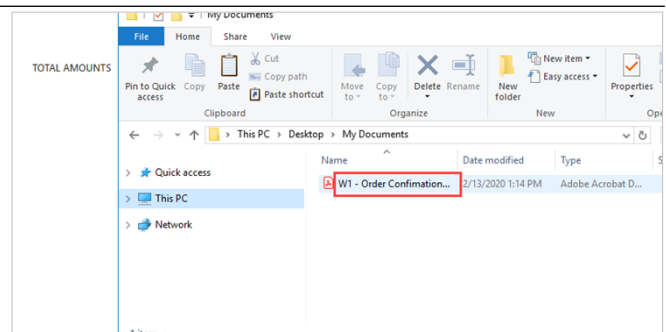 My Documents
File Home Share View
TOTAL AMOUNTS
Pin to Quick access
Copy
Paste
Cut
Copy path
Paste shortcut
Move to
Copy to
Delete
Rename
New folder
New item
Easy access
Properties
Clipboard Organize New Ope
This PC > Desktop > My Documents
Name Date modified Type S
Quick access
W1 - Order Confimation... 2/13/2020 1:14 PM Adobe Acrobat D...
This PC
Network